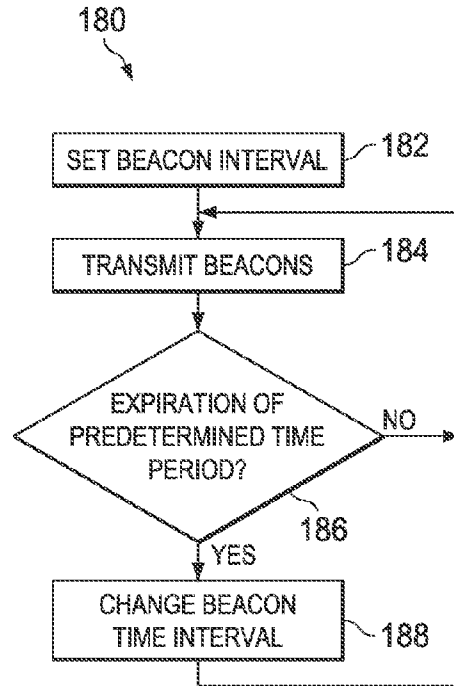 180
SET BEACON INTERVAL
182
TRANSMIT BEACONS
184
EXPIRATION OF
PREDETERMINED TIME
PERIOD?
NO
186
YES
CHANGE BEACON
TIME INTERVAL
188